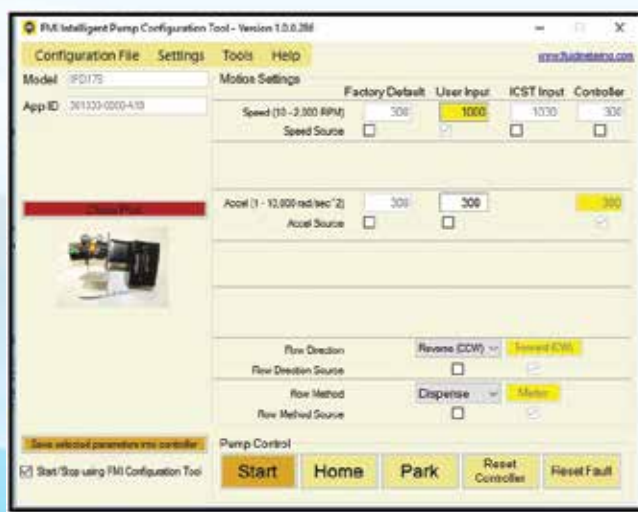 FMI Intelligent Pump Configuration Tool - Version 1.0.0.286
Configuration File Settings Tools Help
www.fluidmetering.com
Model IFD17S
App ID
Motion Settings
Factory Default User Input ICST Input Controller
Speed (10 - 2,000 RPM) 300 1000 1000 300
Speed Source
Accel (1 - 10,000 rad/sec^2) 300 300 300
Accel Source
Flow Direction Reverse (CCW) Forward (CW)
Flow Direction Source
Flow Method Dispense Meter
Flow Method Source
Save selected parameters into controller
Start/Stop using FMI Configuration Tool
Pump Control
Start Home Park Reset Controller Reset Fault